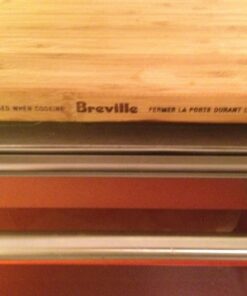 WHEN COOKING Breville FERMER LA PORTE DURANT